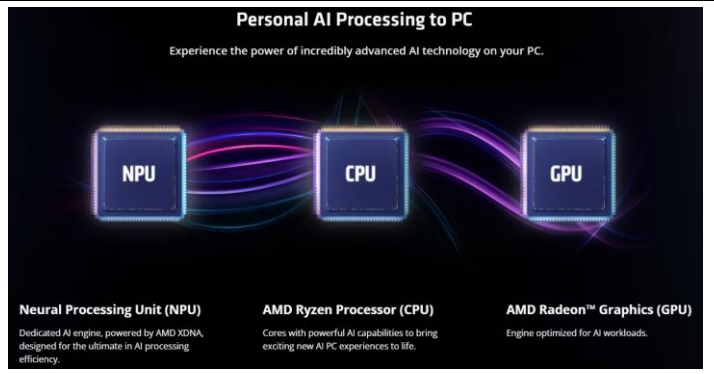 Personal AI Processing to PC
Experience the power of incredibly advanced AI technology on your PC.
NPU
CPU
GPU
Neural Processing Unit (NPU)
Dedicated AI engine, powered by AMD XDNA,
designed for the ultimate in AI processing
efficiency.
AMD Ryzen Processor (CPU)
Cores with powerful AI capabilities to bring
exciting new AI PC experiences to life.
AMD Radeon™ Graphics (GPU)
Engine optimized for AI workloads.